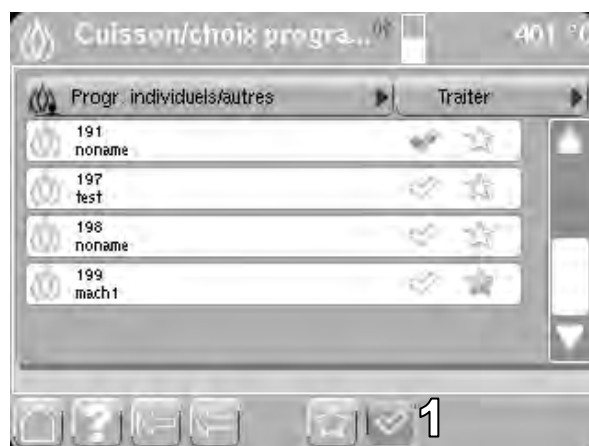 Cuisson/choix progra...
401 °C
Progr. individuels/autres
Traiter
191
noname
197
test
198
noname
199
mach1
1